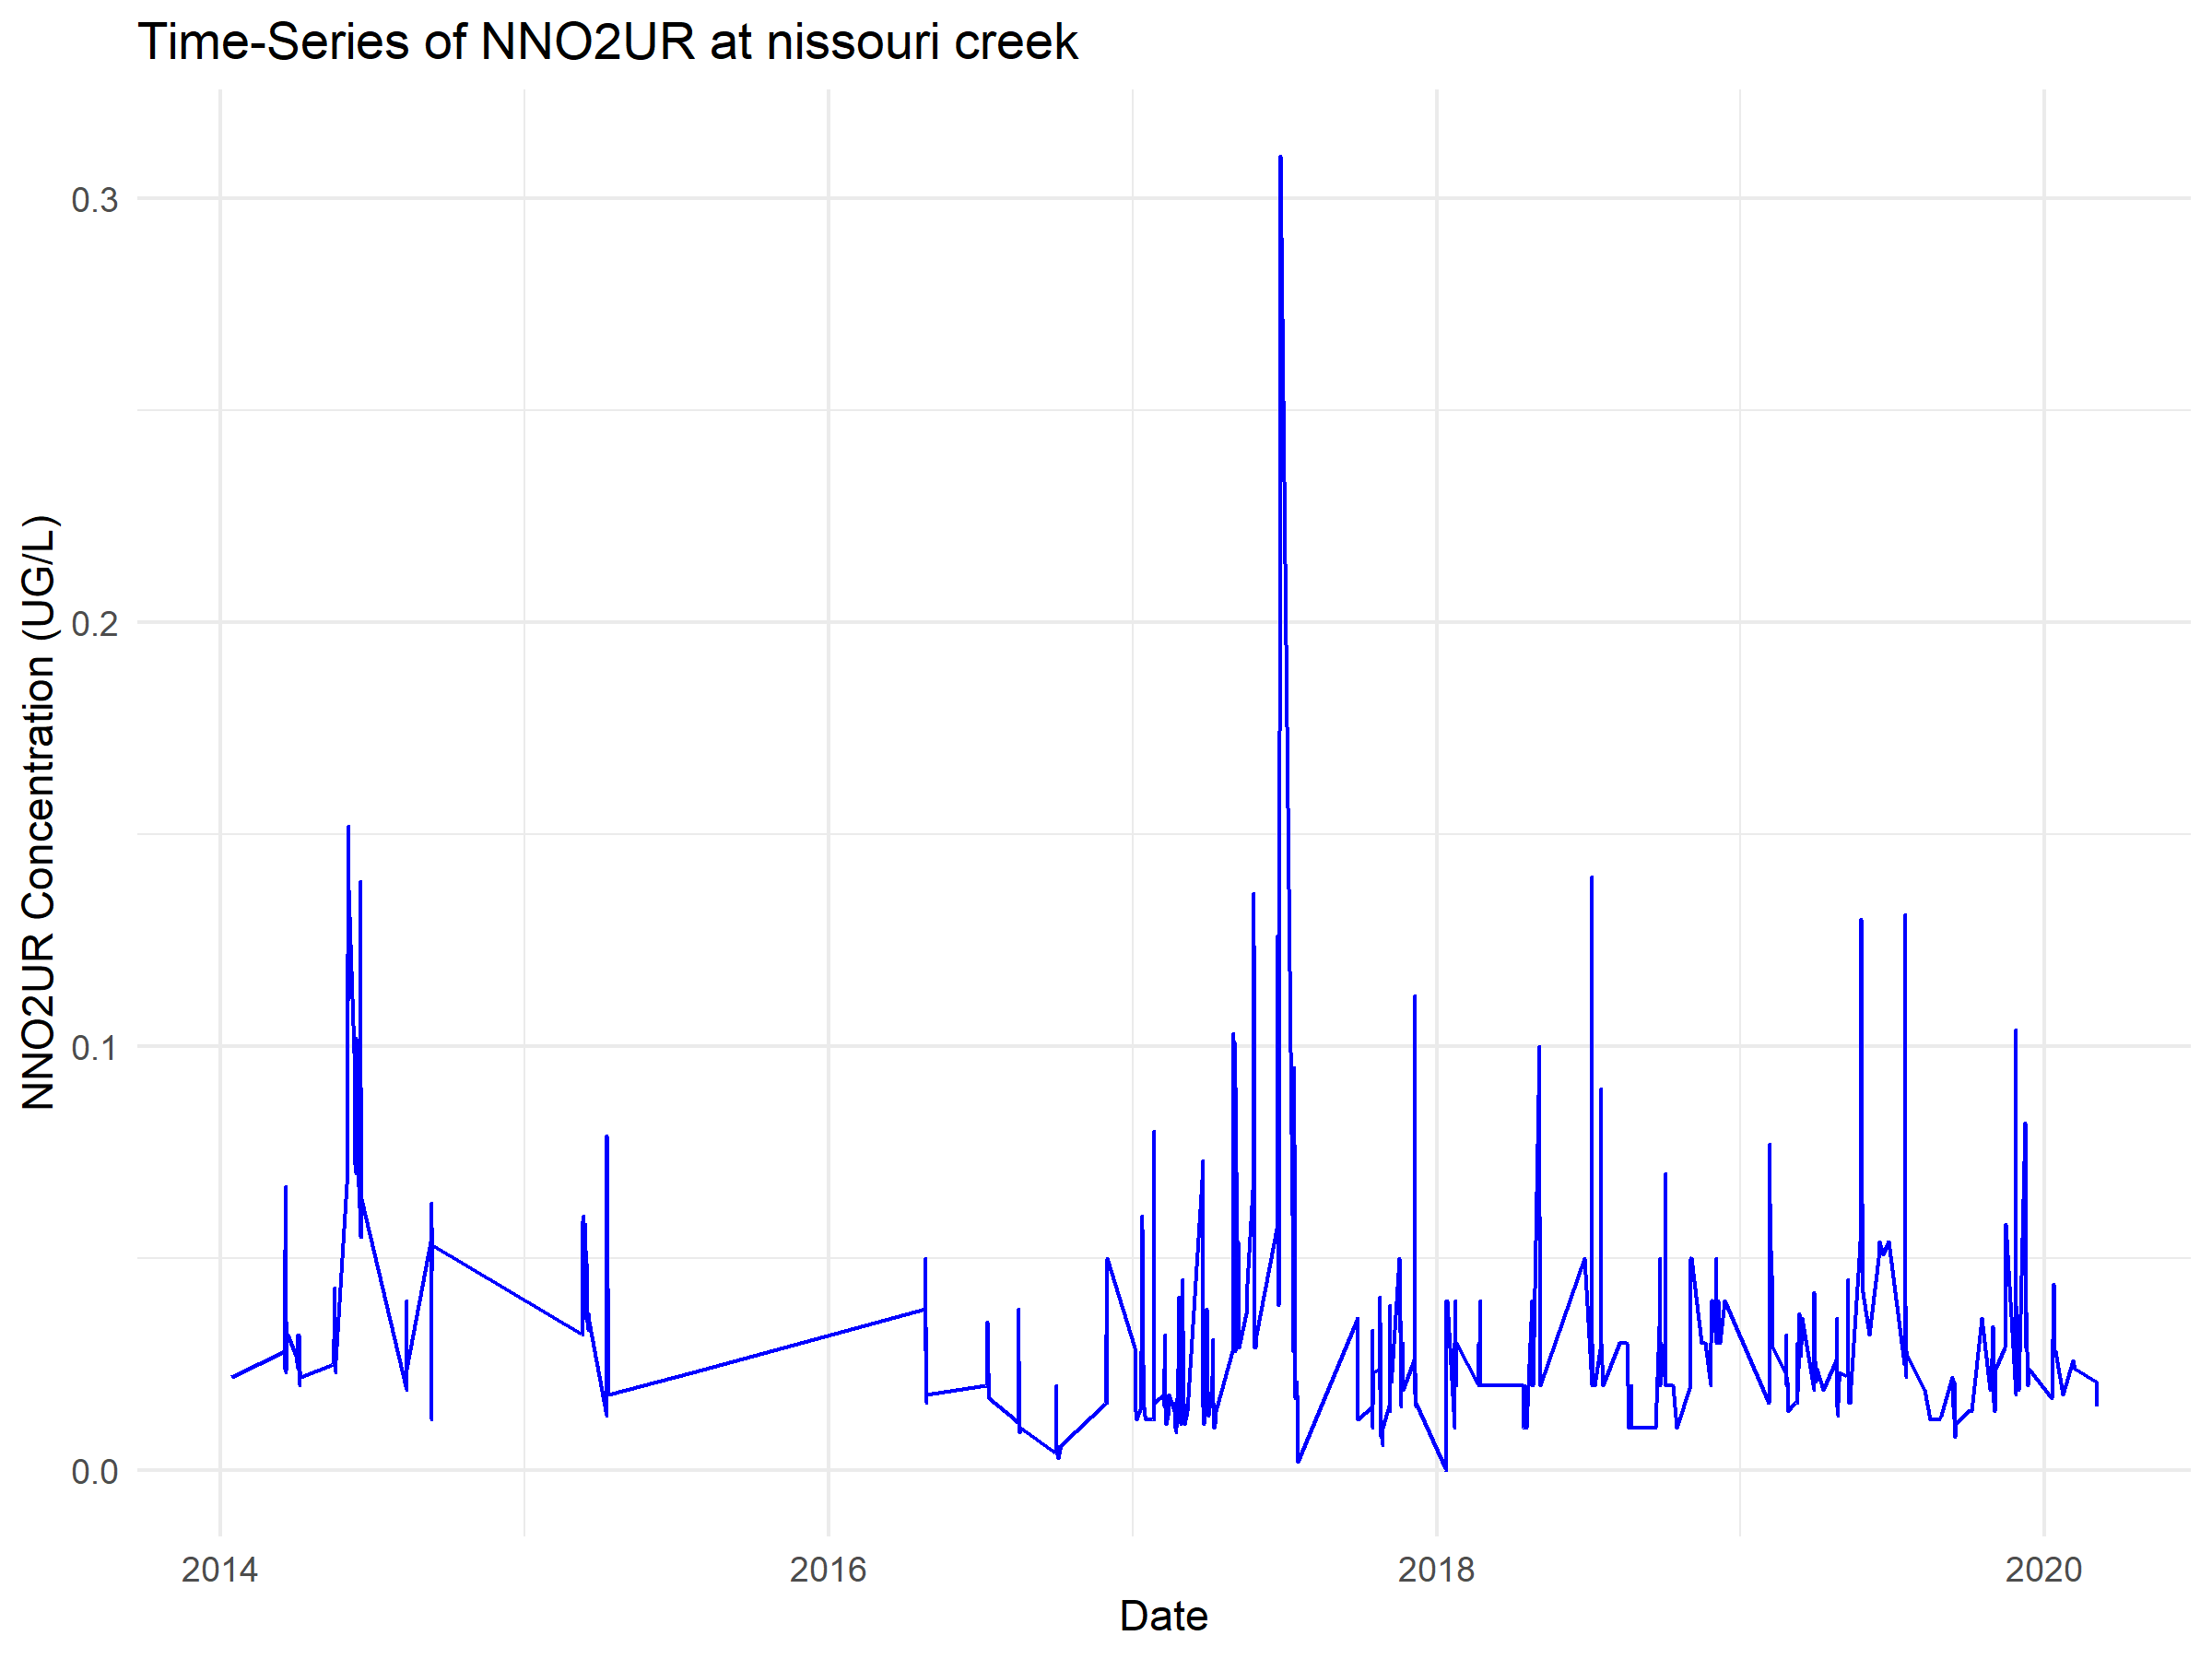 Time-Series of NNO2UR at nissouri creek
NNO2UR Concentration (UG/L)
0.3
0.2
0.1
0.0
2014
2016
2018
2020
Date